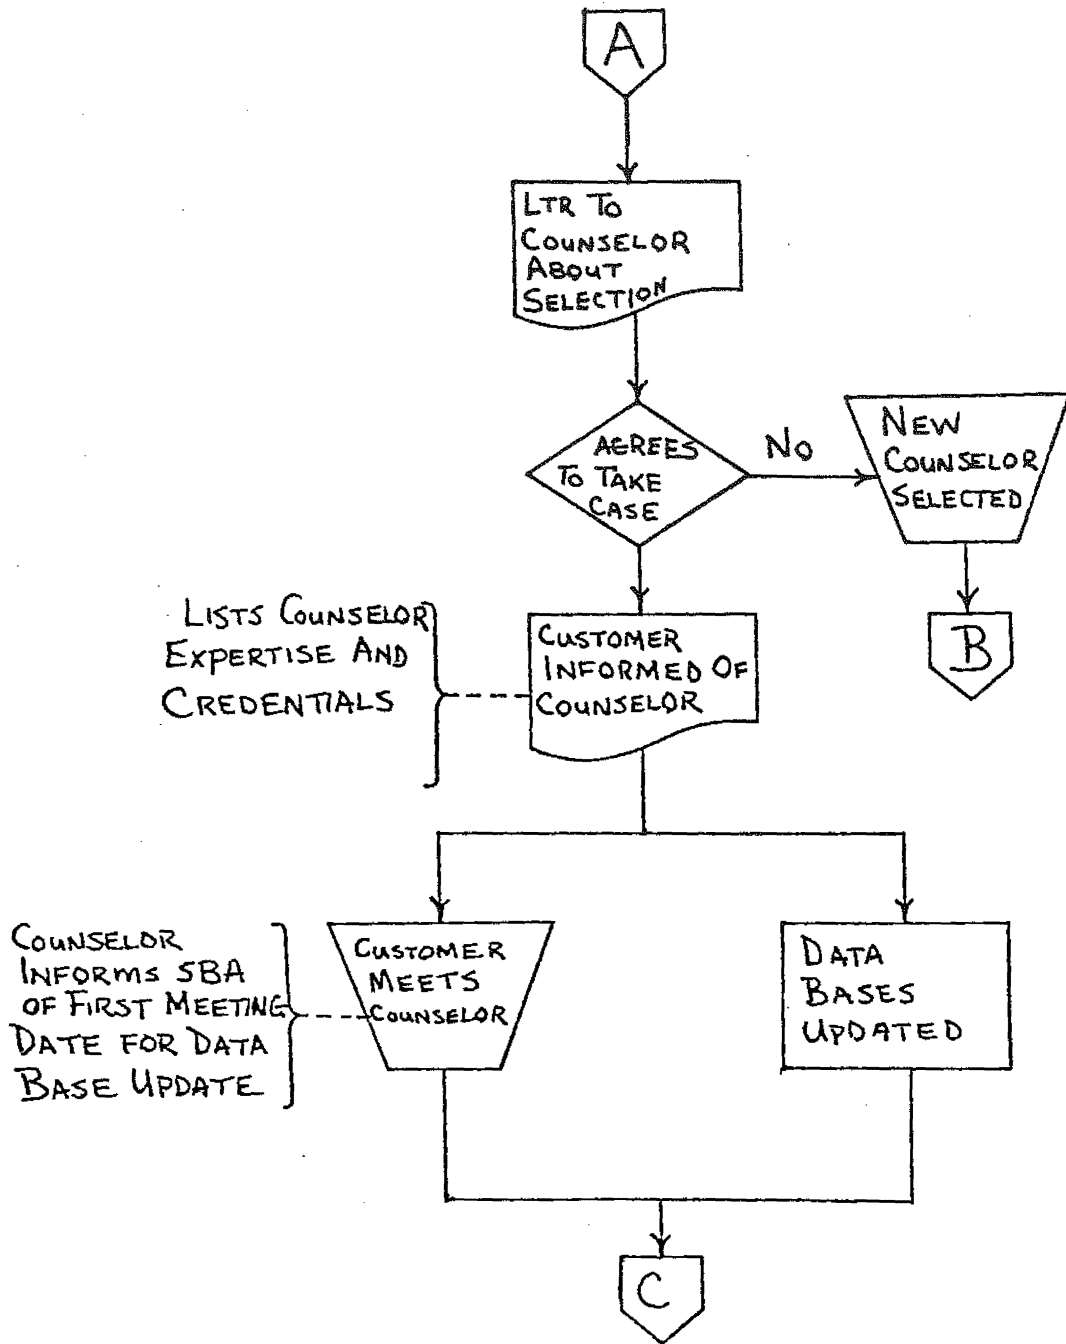 A
LTR TO
COUNSELOR
ABOUT
SELECTION
AGREES
TO TAKE
CASE
NO
NEW
COUNSELOR
SELECTED
B
LISTS COUNSELOR
EXPERTISE AND
CREDENTIALS
CUSTOMER
INFORMED OF
COUNSELOR
COUNSELOR
INFORMS SBA
OF FIRST MEETING
DATE FOR DATA
BASE UPDATE
CUSTOMER
MEETS
COUNSELOR
DATA
BASES
UPDATED
C